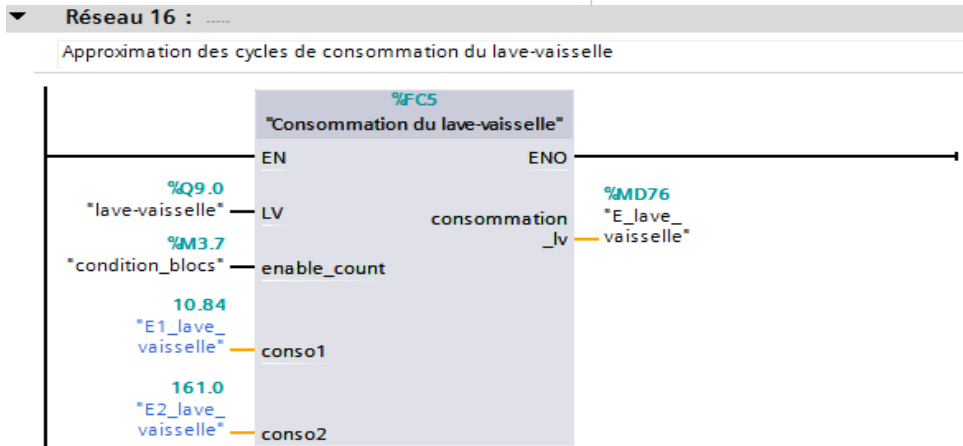 Réseau 16 : .....
Approximation des cycles de consommation du lave-vaisselle
%FC5
"Consommation du lave-vaisselle"
EN ENO
%Q9.0
"lave-vaisselle" LV
%MD76
"E_lave_
vaisselle"
consommation
_lv
%M3.7
"condition_blocs" enable_count
10.84
"E1_lave_
vaisselle" conso1
161.0
"E2_lave_
vaisselle" conso2